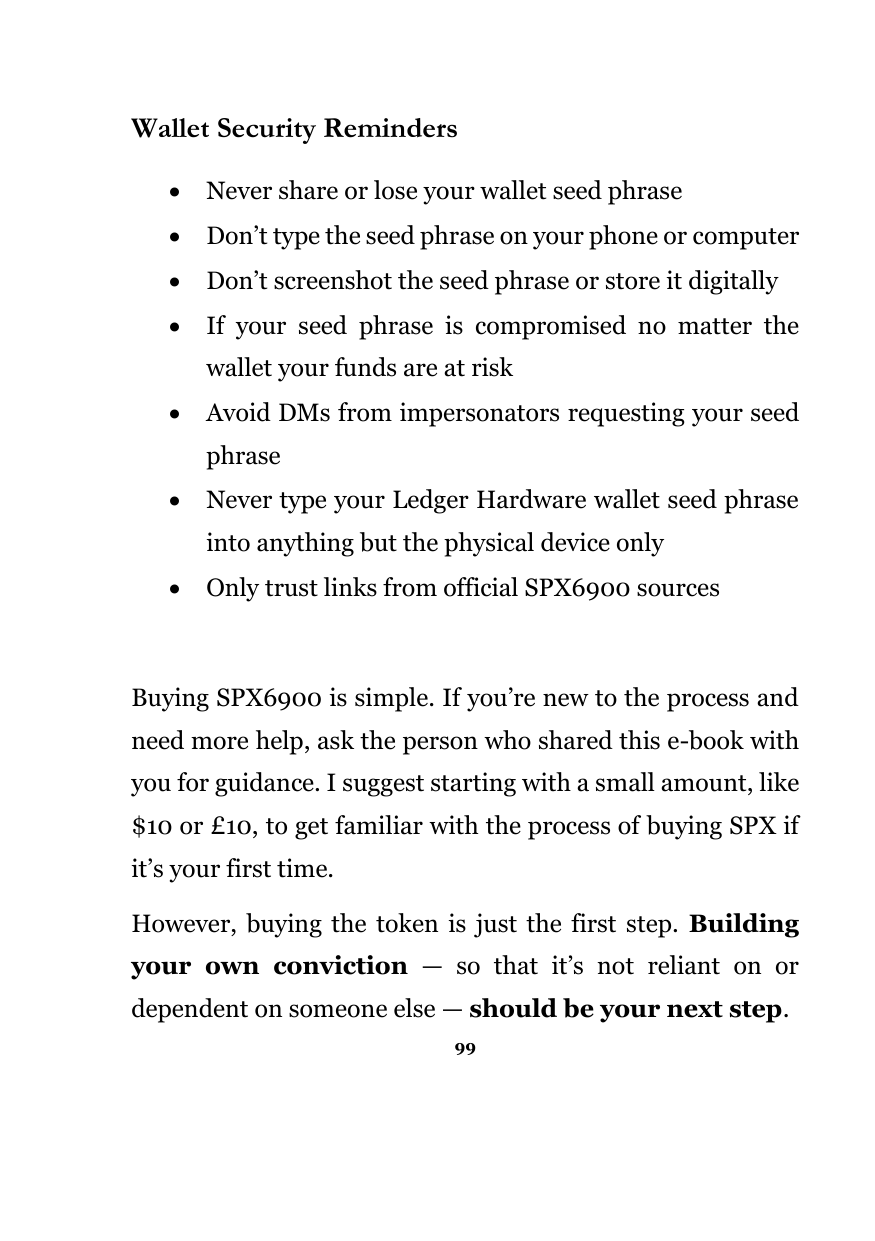 Wallet Security Reminders
• Never share or lose your wallet seed phrase
• Don’t type the seed phrase on your phone or computer
• Don’t screenshot the seed phrase or store it digitally
• If your seed phrase is compromised no matter the
wallet your funds are at risk
• Avoid DMs from impersonators requesting your seed
phrase
• Never type your Ledger Hardware wallet seed phrase
into anything but the physical device only
• Only trust links from official SPX6900 sources
Buying SPX6900 is simple. If you’re new to the process and
need more help, ask the person who shared this e-book with
you for guidance. I suggest starting with a small amount, like
$10 or £10, to get familiar with the process of buying SPX if
it’s your first time.
However, buying the token is just the first step. Building
your own conviction — so that it’s not reliant on or
dependent on someone else — should be your next step.
99